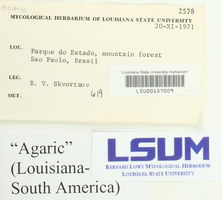 Agaric
2578
MYCOLOGICAL HERBARIUM OF LOUISIANA STATE UNIVERSITY
20-XI-1971
LOC. Parque do Estado, mountain forest
Sao Paulo, Brasil
Louisiana State University Herbarium
LSU00157009
LEG. B. V. Skvortzov
DET. 619
"Agaric"
(Louisiana-
South America)
LSUM
BERNARD LOWY MYCOLOGICAL HERBARIUM
LOUISIANA STATE UNIVERSITY